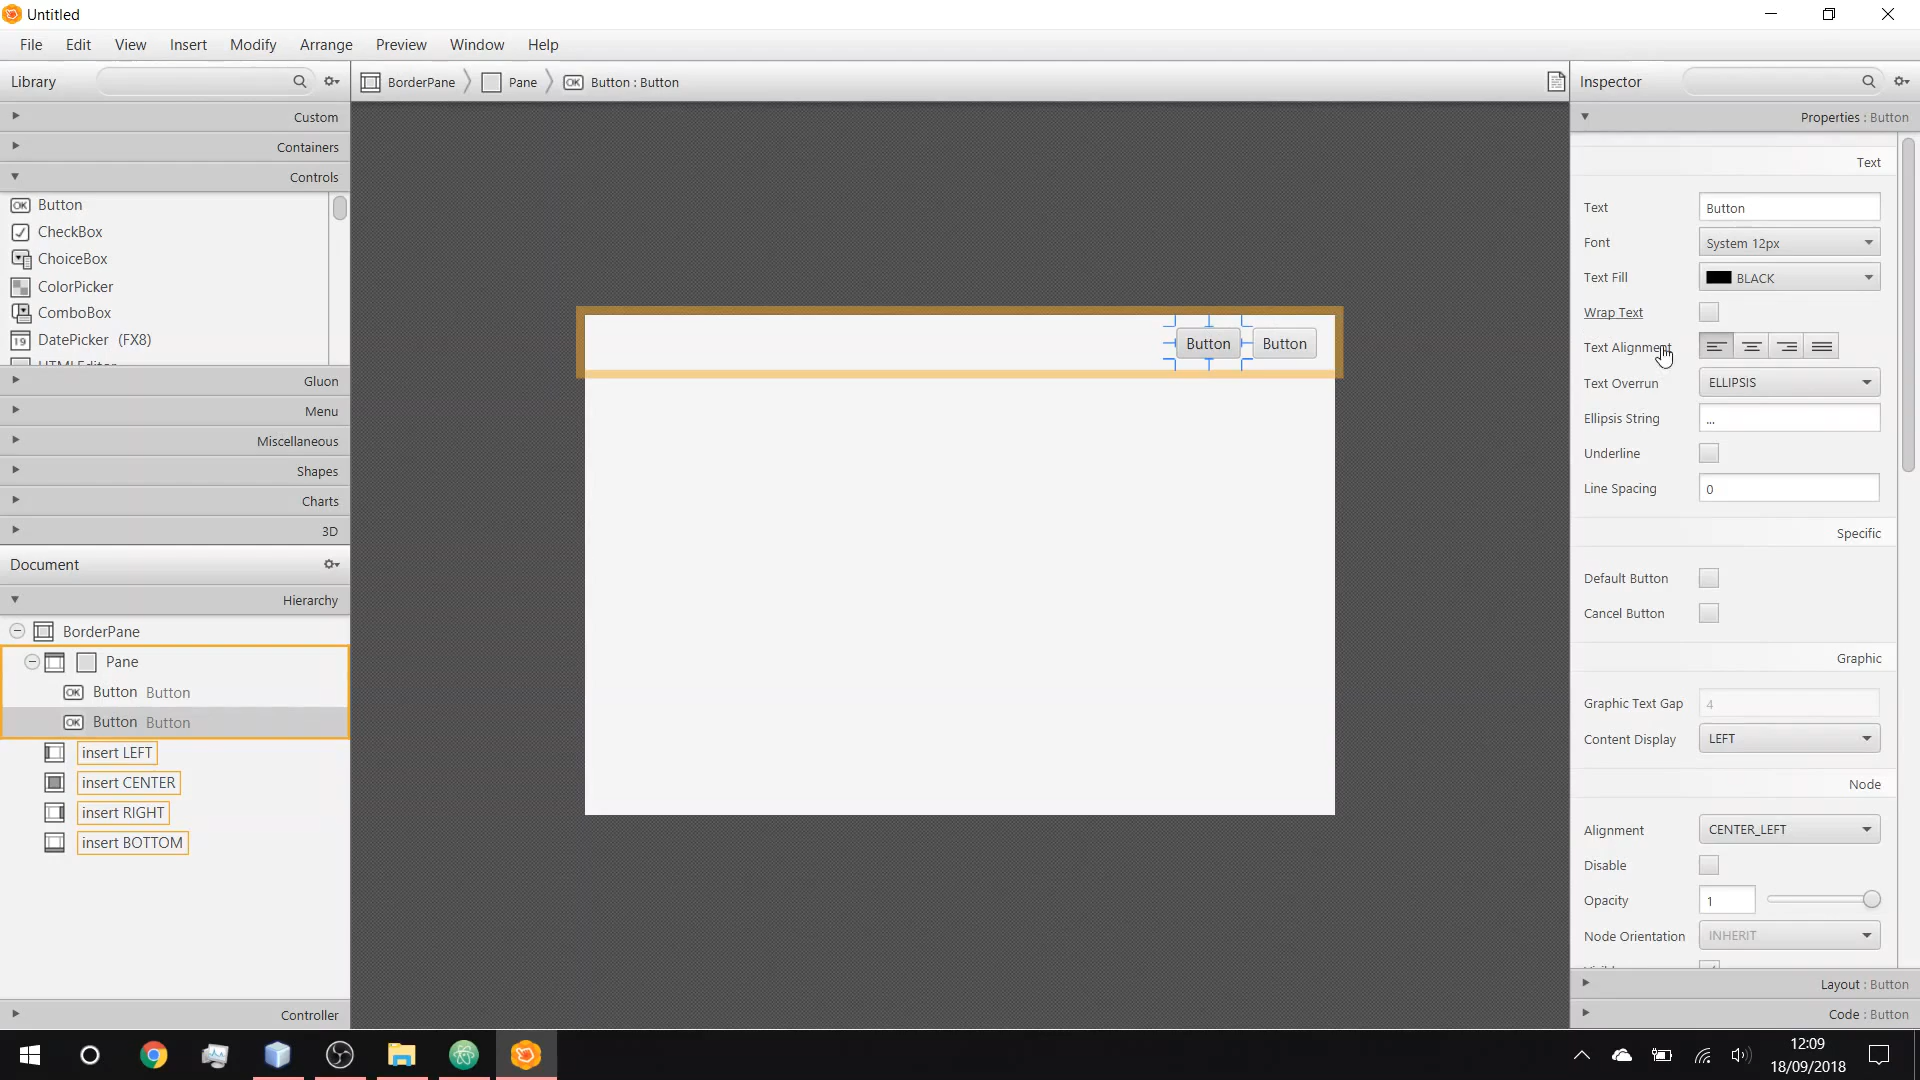 Untitled
File Edit View Insert Modify Arrange Preview Window Help
Library
BorderPane Pane Button : Button
Inspector
Custom
Containers
Controls
Button
CheckBox
ChoiceBox
ColorPicker
ComboBox
19 DatePicker (FX8)
HTMLEditor
Gluon
Menu
Miscellaneous
Shapes
Charts
3D
Document
Hierarchy
BorderPane
Pane
OK Button Button
OK Button Button
insert LEFT
insert CENTER
insert RIGHT
insert BOTTOM
Controller
Button Button
Properties : Button
Text
Text Button
Font System 12px
Text Fill BLACK
Wrap Text
Text Alignment
Text Overrun ELLIPSIS
Ellipsis String ...
Underline
Line Spacing 0
Specific
Default Button
Cancel Button
Graphic
Graphic Text Gap 4
Content Display LEFT
Node
Alignment CENTER_LEFT
Disable
Opacity 1
Node Orientation INHERIT
Layout : Button
Code : Button
12:09
18/09/2018